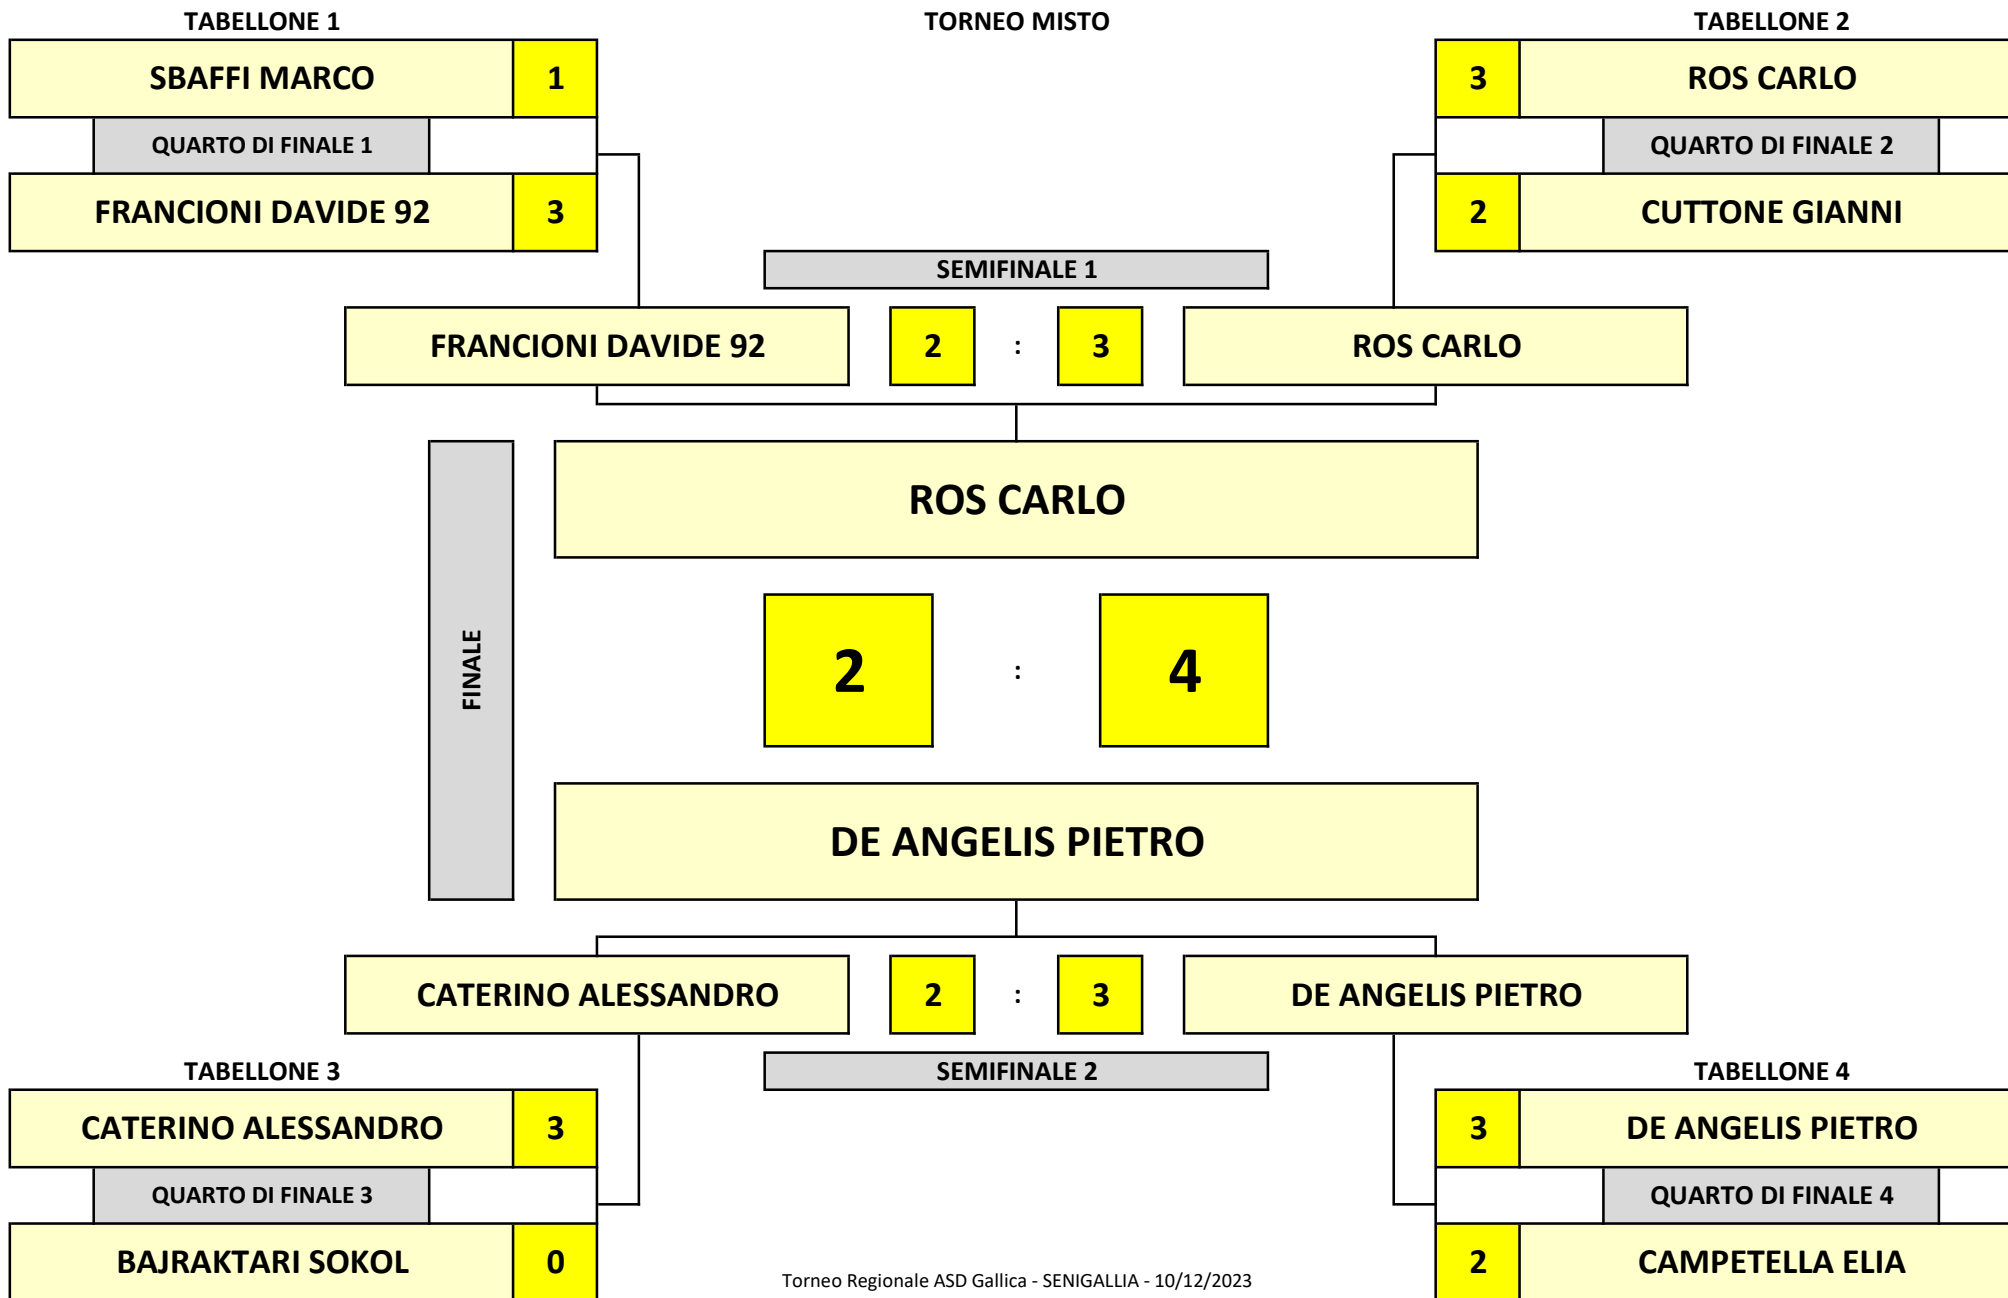 TABELLONE 1
TORNEO MISTO
TABELLONE 2
SBAFFI MARCO 1
3 ROS CARLO
QUARTO DI FINALE 1
QUARTO DI FINALE 2
FRANCIONI DAVIDE 92 3
2 CUTTONE GIANNI
SEMIFINALE 1
FRANCIONI DAVIDE 92 2 : 3 ROS CARLO
ROS CARLO
FINALE
2 : 4
DE ANGELIS PIETRO
CATERINO ALESSANDRO 2 : 3 DE ANGELIS PIETRO
SEMIFINALE 2
TABELLONE 3
TABELLONE 4
CATERINO ALESSANDRO 3
3 DE ANGELIS PIETRO
QUARTO DI FINALE 3
QUARTO DI FINALE 4
BAJRAKTARI SOKOL 0
2 CAMPETELLA ELIA
Torneo Regionale ASD Gallica - SENIGALLIA - 10/12/2023